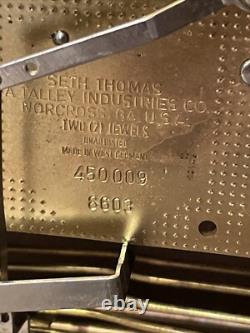 SETH THOMAS
A TALLEY INDUSTRIES CO.
NORCROSS, GA. U.S.A.
TWO (2) JEWELS
UNADJUSTED
MADE IN WEST GERMANY
450 009
8603